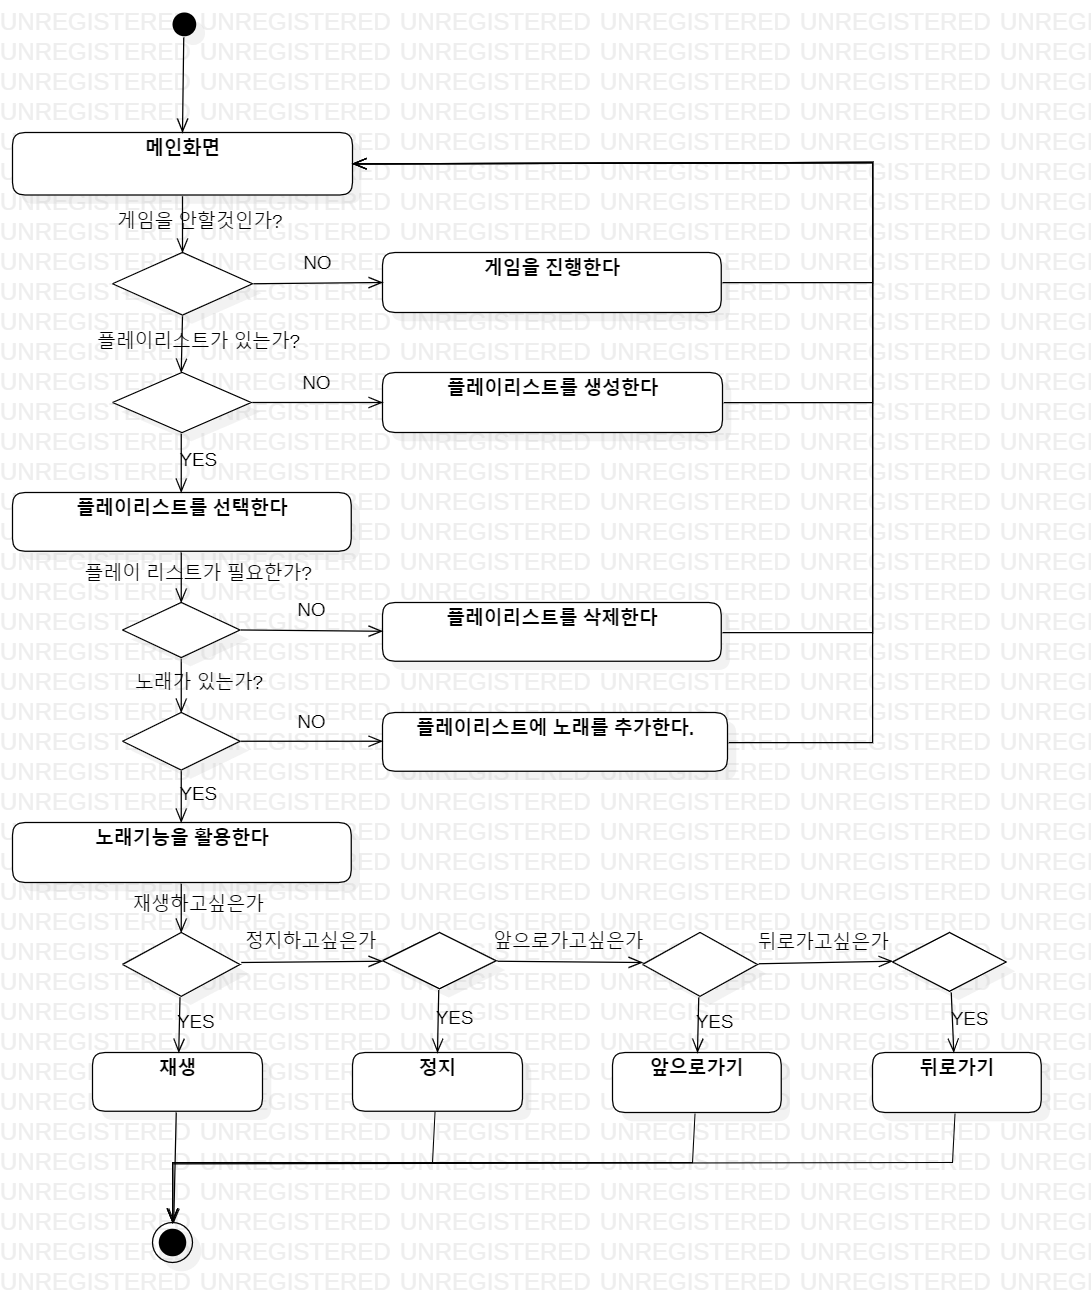 메인화면
게임을 안할것인가?
NO
게임을 진행한다
플레이리스트가 있는가?
NO
플레이리스트를 생성한다
YES
플레이리스트를 선택한다
플레이 리스트가 필요한가?
NO
플레이리스트를 삭제한다
노래가 있는가?
NO
플레이리스트에 노래를 추가한다.
YES
노래기능을 활용한다
재생하고싶은가
정지하고싶은가
앞으로가고싶은가
뒤로가고싶은가
YES
YES
YES
YES
재생
정지
앞으로가기
뒤로가기
UNREGISTERED